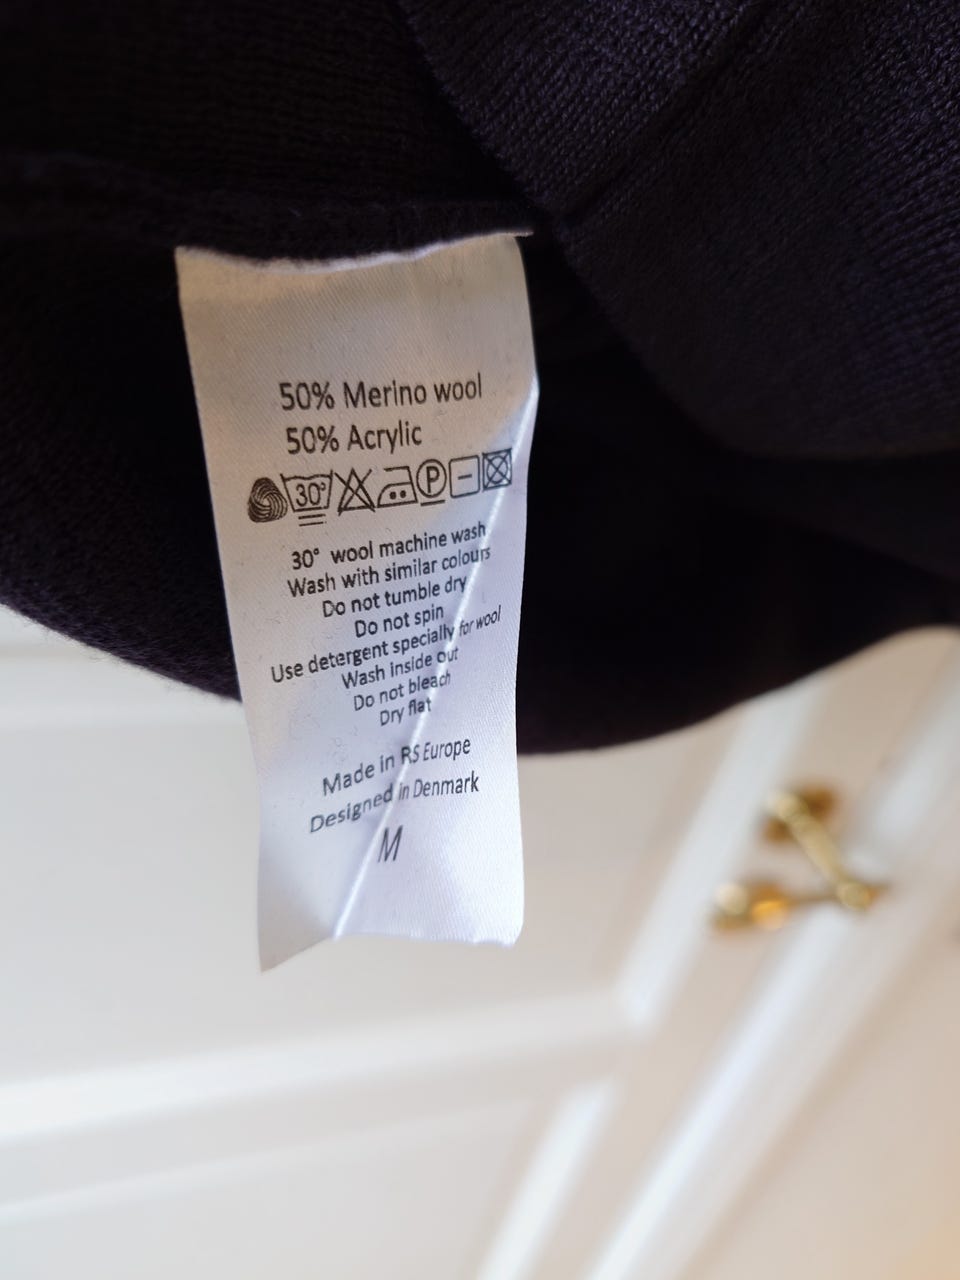 50% Merino wool
50% Acrylic
30° P
30° wool machine wash
Wash with similar colours
Do not tumble dry
Do not spin
Use detergent specially for wool
Wash inside out
Do not bleach
Dry flat
Made in RS Europe
Designed in Denmark
M